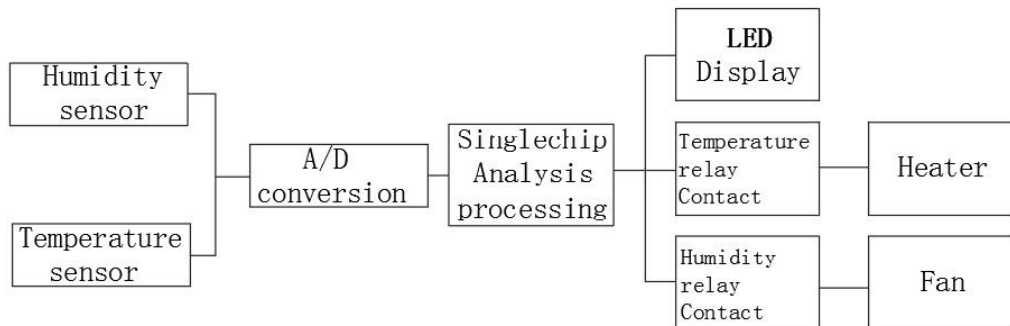 Humidity
sensor
Temperature
sensor
A/D
conversion
Singlechip
Analysis
processing
LED
Display
Temperature
relay
Contact
Heater
Humidity
relay
Contact
Fan